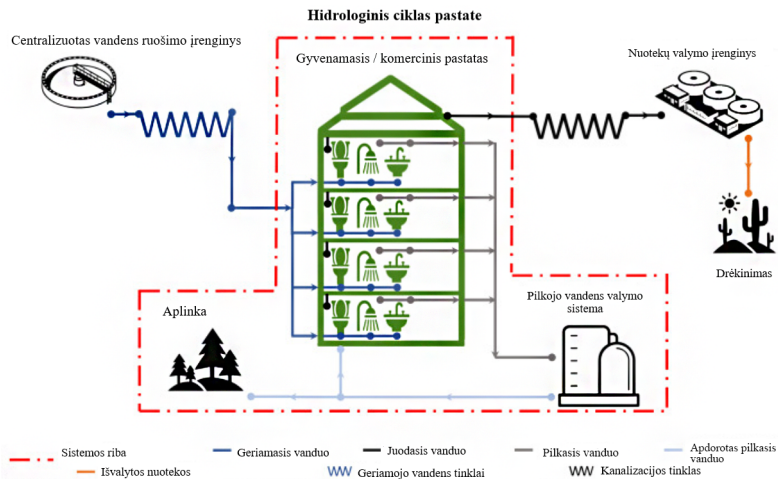 Hidrologinis ciklas pastate
Centralizuotas vandens ruošimo įrenginys
Gyvenamasis / komercinis pastatas
Nuotekų valymo įrenginys
Drėkinimas
Aplinka
Pilkojo vandens valymo
sistema
Sistemos riba
Geriamasis vanduo
Juodasis vanduo
Pilkasis vanduo
Apdorotas pilkasis
vanduo
Išvalytos nuotekos
Geriamojo vandens tinklai
Kanalizacijos tinklas